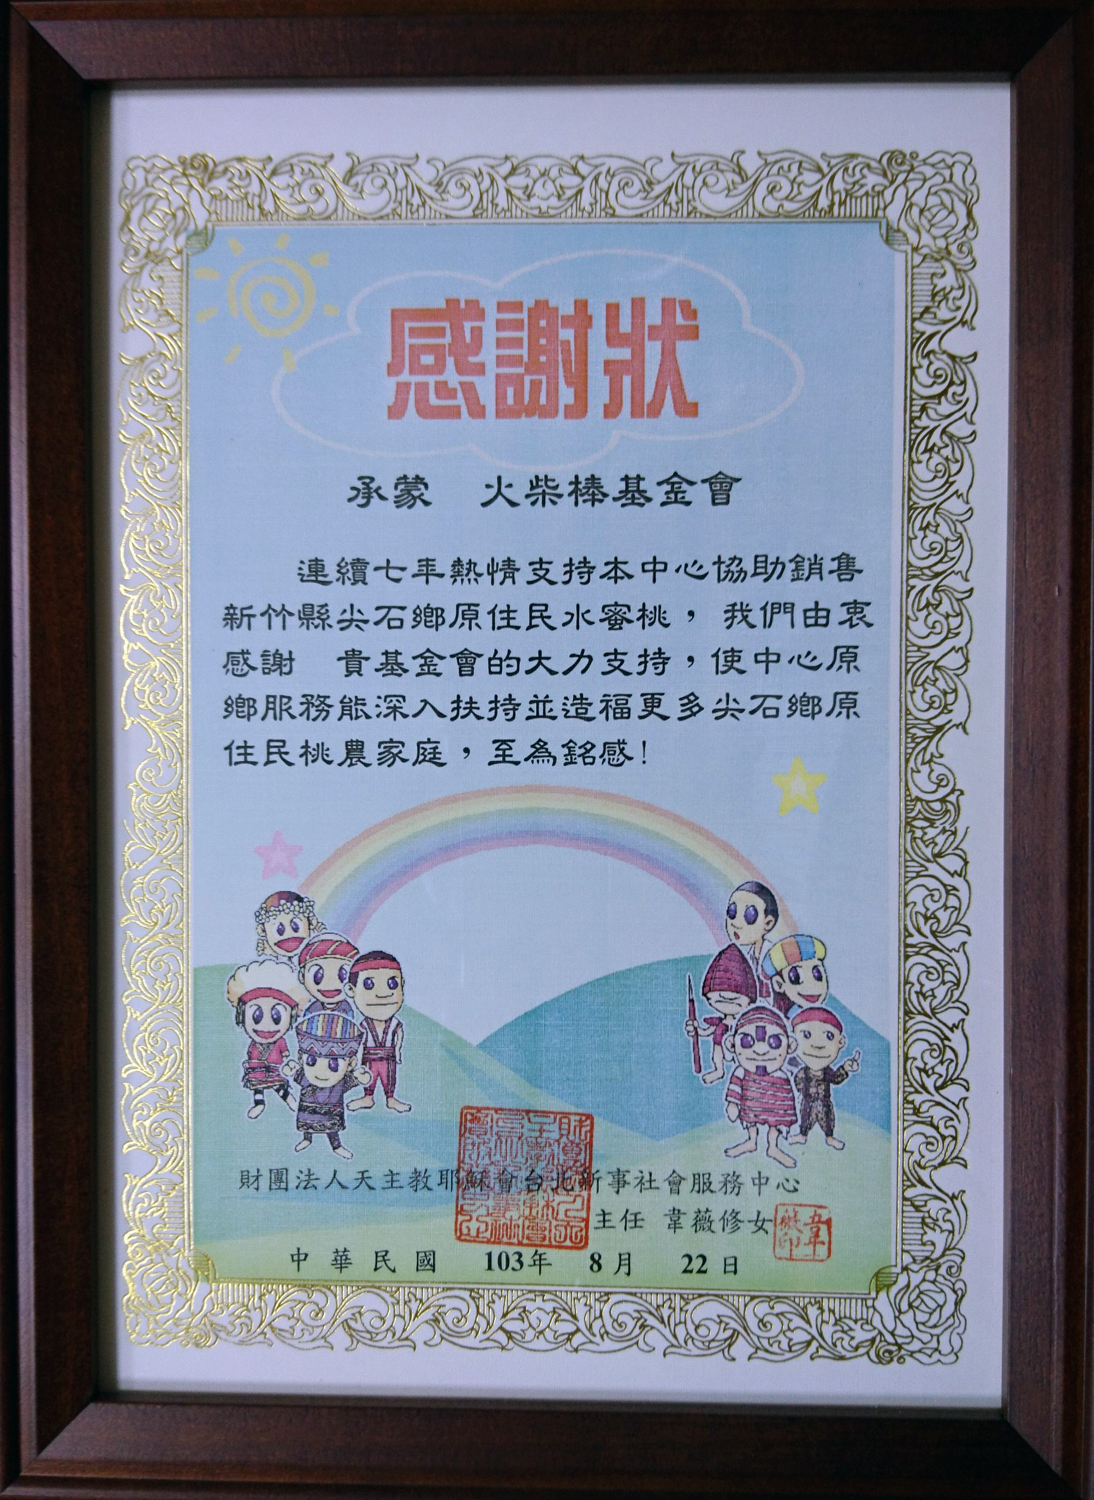 感謝狀
承蒙　火柴棒基金會
連續七年熱情支持本中心協助銷售
新竹縣尖石鄉原住民水蜜桃，我們由衷
感謝　貴基金會的大力支持，使中心原
鄉服務能深入扶持並造福更多尖石鄉原
住民桃農家庭，至為銘感！
財團法人天主教耶穌會台北新事社會服務中心
主任　韋薇修女
中華民國　103年　8月　22日